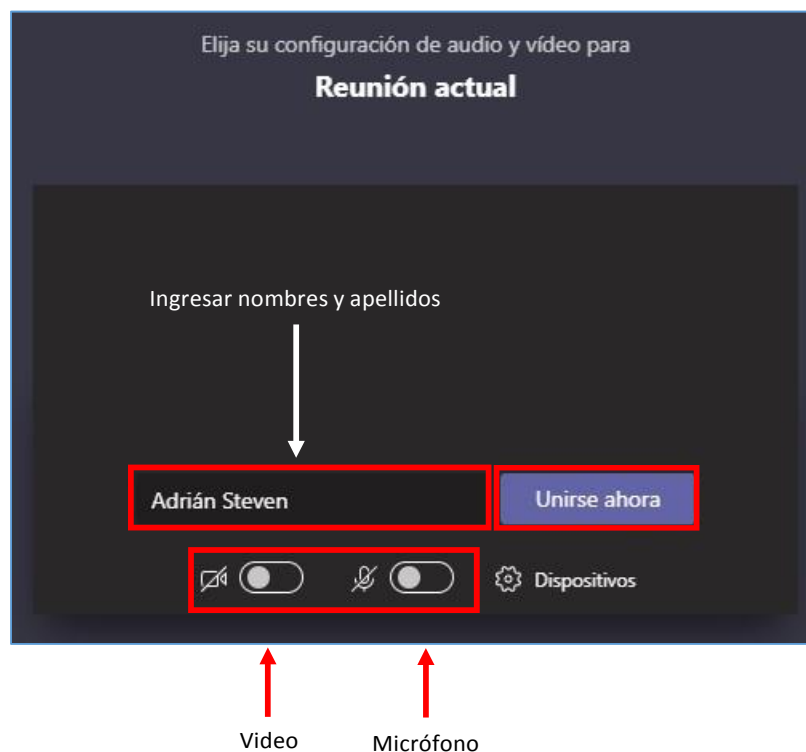 Elija su configuración de audio y vídeo para
Reunión actual
Ingresar nombres y apellidos
Adrián Steven
Unirse ahora
Dispositivos
Video
Micrófono